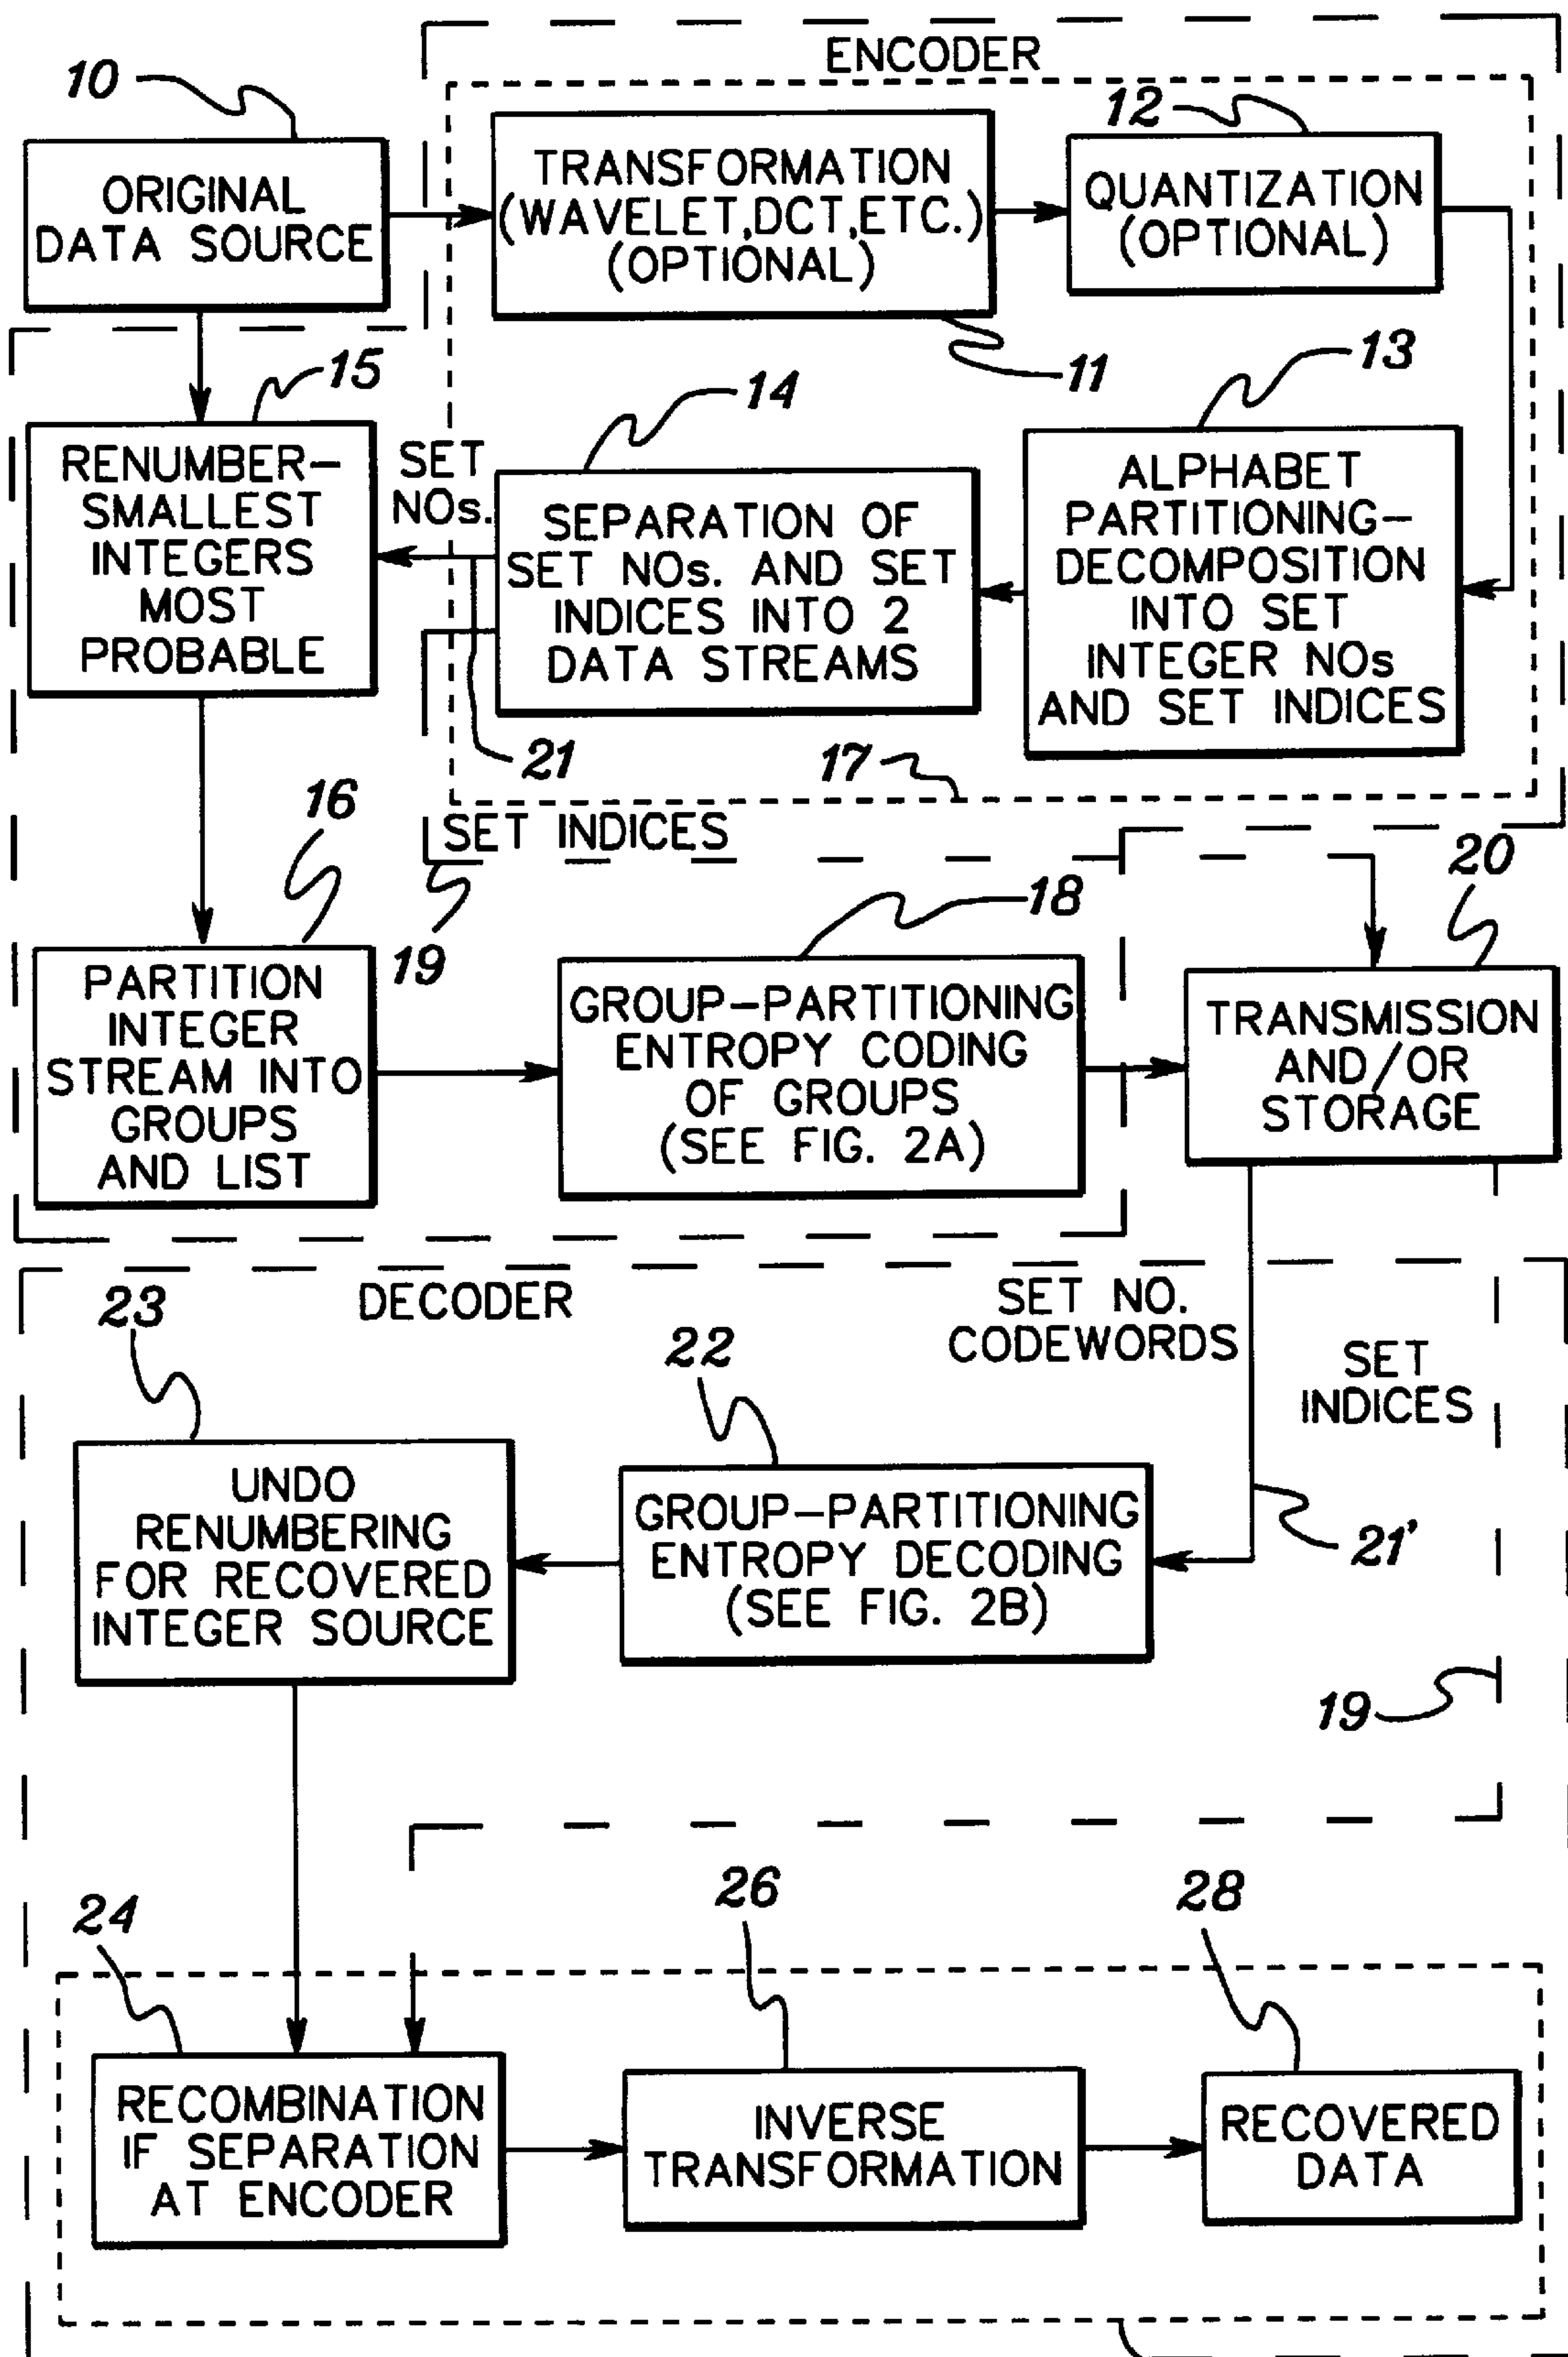 ENCODER
10
ORIGINAL
DATA SOURCE
TRANSFORMATION
(WAVELET,DCT,ETC.)
(OPTIONAL)
11
12
QUANTIZATION
(OPTIONAL)
13
ALPHABET
PARTITIONING-
DECOMPOSITION
INTO SET
INTEGER NOs
AND SET INDICES
14
SEPARATION OF
SET NOs. AND SET
INDICES INTO 2
DATA STREAMS
SET
NOs.
21
17
15
RENUMBER-
SMALLEST
INTEGERS
MOST
PROBABLE
SET INDICES
19
16
PARTITION
INTEGER
STREAM INTO
GROUPS
AND LIST
18
GROUP-PARTITIONING
ENTROPY CODING
OF GROUPS
(SEE FIG. 2A)
20
TRANSMISSION
AND/OR
STORAGE
DECODER
SET NO.
CODEWORDS
SET
INDICES
21'
19
22
GROUP-PARTITIONING
ENTROPY DECODING
(SEE FIG. 2B)
23
UNDO
RENUMBERING
FOR RECOVERED
INTEGER SOURCE
24
RECOMBINATION
IF SEPARATION
AT ENCODER
26
INVERSE
TRANSFORMATION
28
RECOVERED
DATA